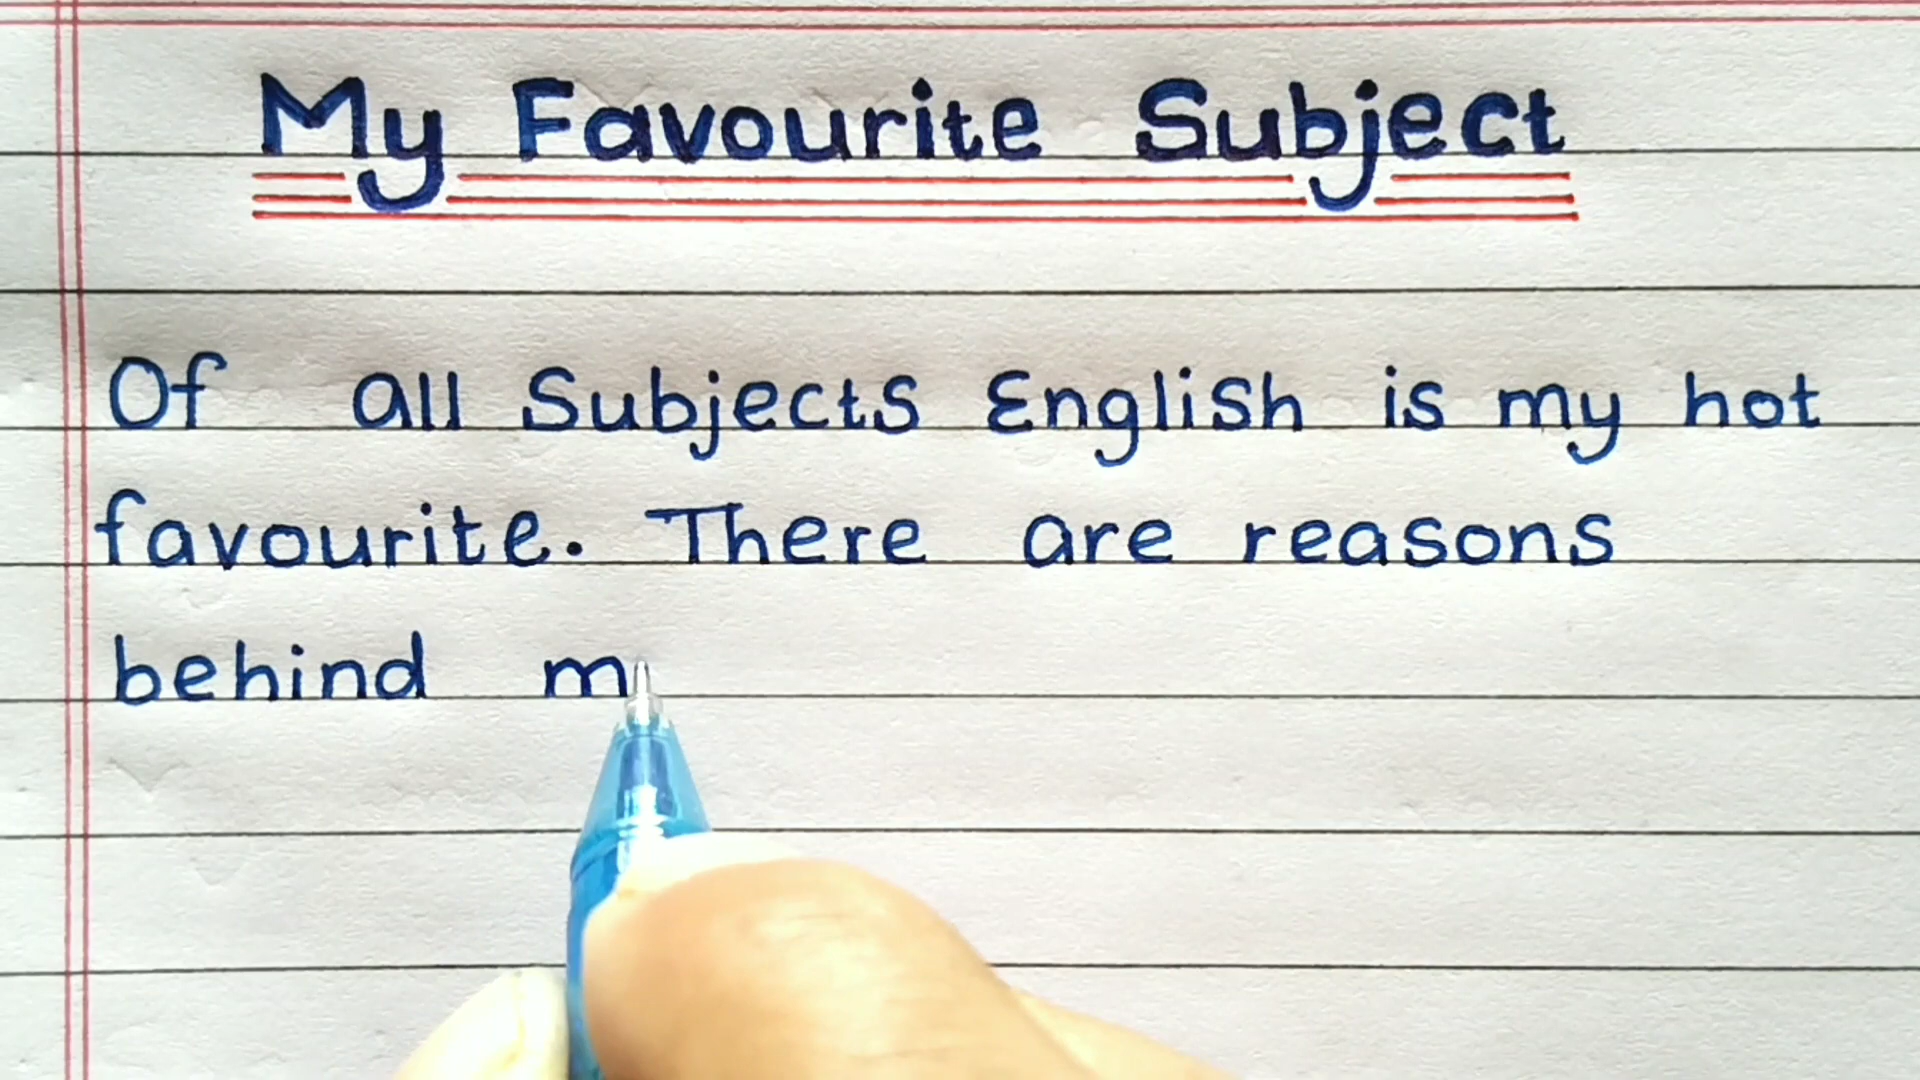 My Favourite Subject
Of all Subjects English is my hot
favourite. There are reasons
behind m